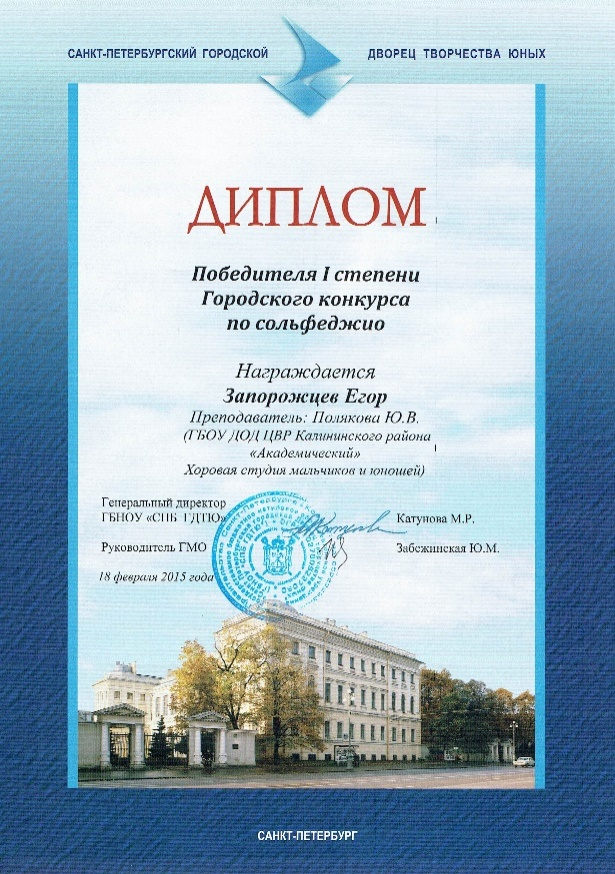 САНКТ-ПЕТЕРБУРГСКИЙ ГОРОДСКОЙ ДВОРЕЦ ТВОРЧЕСТВА ЮНЫХ
ДИПЛОМ
Победителя I степени
Городского конкурса
по сольфеджио
Награждается
Запорожцев Егор
Преподаватель: Полякова Ю.В.
(ГБОУ ДОД ЦВР Калининского района
«Академический»
Хоровая студия мальчиков и юношей)
Генеральный директор
ГБНОУ «СПБ ГДТЮ»
Катунова М.Р.
Руководитель ГМО
Забежинская Ю.М.
18 февраля 2015 года
САНКТ-ПЕТЕРБУРГ